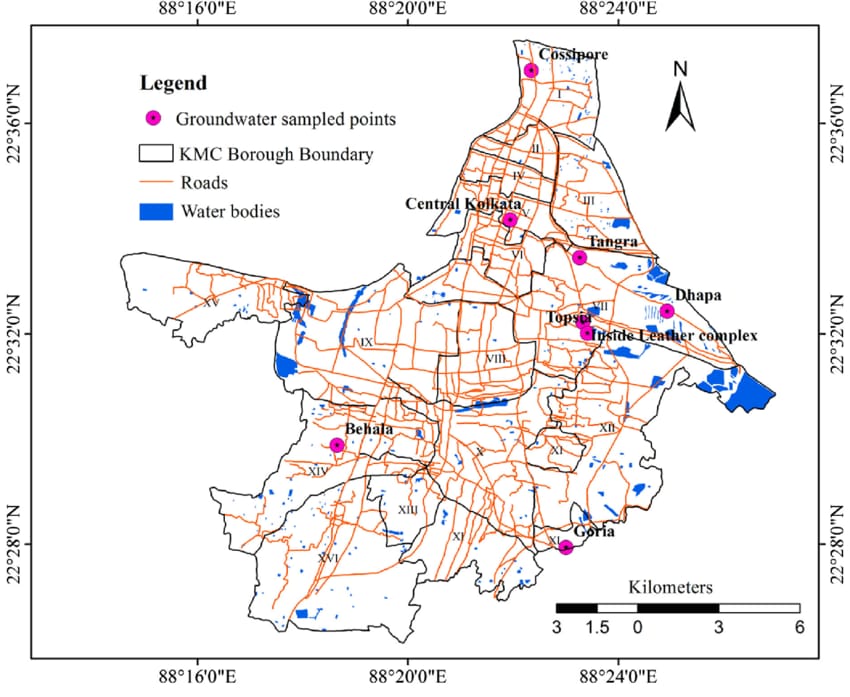 88°16'0"E 88°20'0"E 88°24'0"E
Cossipore
N
Legend
Groundwater sampled points
KMC Borough Boundary
Roads
Water bodies
22°36'0"N 22°36'0"N
I
II
IV
III
Central Kolkata
V
Tangra
VI
Dhapa
XV
VII
Topsia
22°32'0"N 22°32'0"N
Inside Leather complex
IX
VIII
Behala
XII
X
XI
XIV
XIII
Goria
XI
XI
22°28'0"N 22°28'0"N
XVI
Kilometers
3 1.5 0 3 6
88°16'0"E 88°20'0"E 88°24'0"E